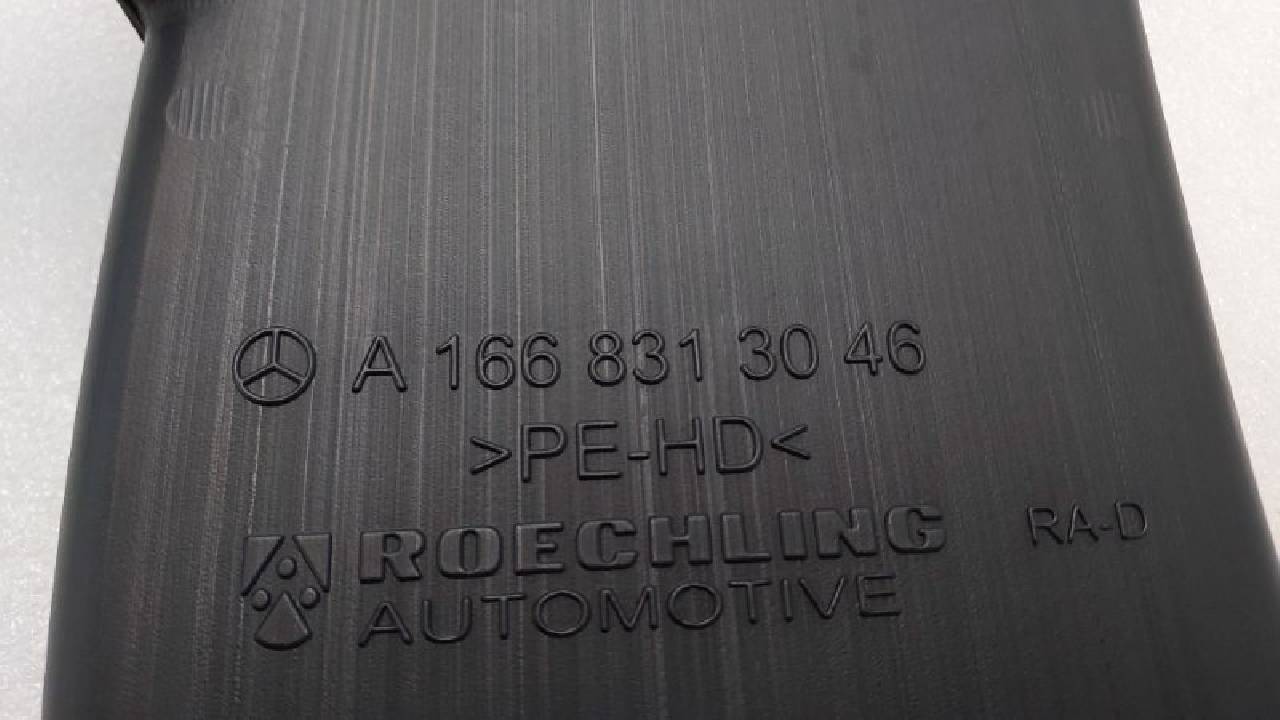 A 166 831 30 46
>PE-HD<
ROECHLING RA-D
AUTOMOTIVE